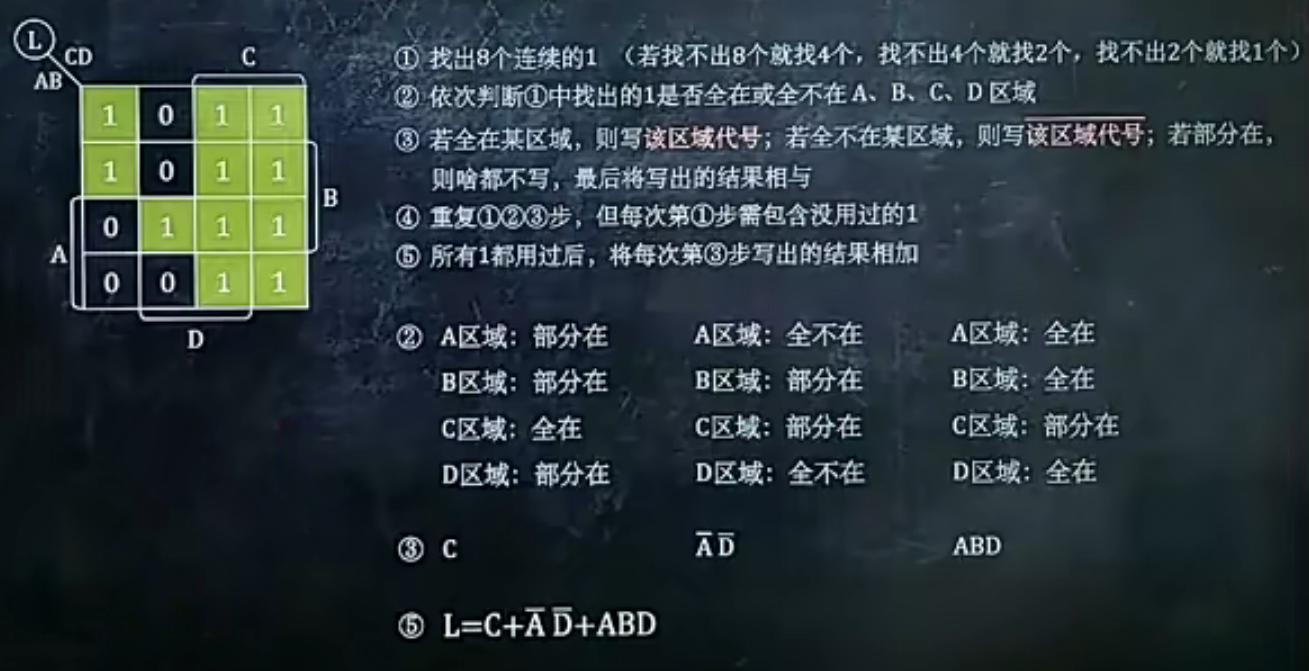 L
CD
AB
C
1 0 1 1
1 0 1 1
B
0 1 1 1
A
0 0 1 1
D
① 找出8个连续的1 （若找不出8个就找4个，找不出4个就找2个，找不出2个就找1个）
② 依次判断①中找出的1是否全在或全不在 A、B、C、D 区域
③ 若全在某区域，则写该区域代号；若全不在某区域，则写该区域代号；若部分在，
则啥都不写，最后将写出的结果相与
④ 重复①②③步，但每次第①步需包含没用过的1
⑤ 所有1都用过后，将每次第③步写出的结果相加
② A区域：部分在 A区域：全不在 A区域：全在
B区域：部分在 B区域：部分在 B区域：全在
C区域：全在 C区域：部分在 C区域：部分在
D区域：部分在 D区域：全不在 D区域：全在
③ C A̅ D̅ ABD
⑤ L=C+A̅ D̅+ABD